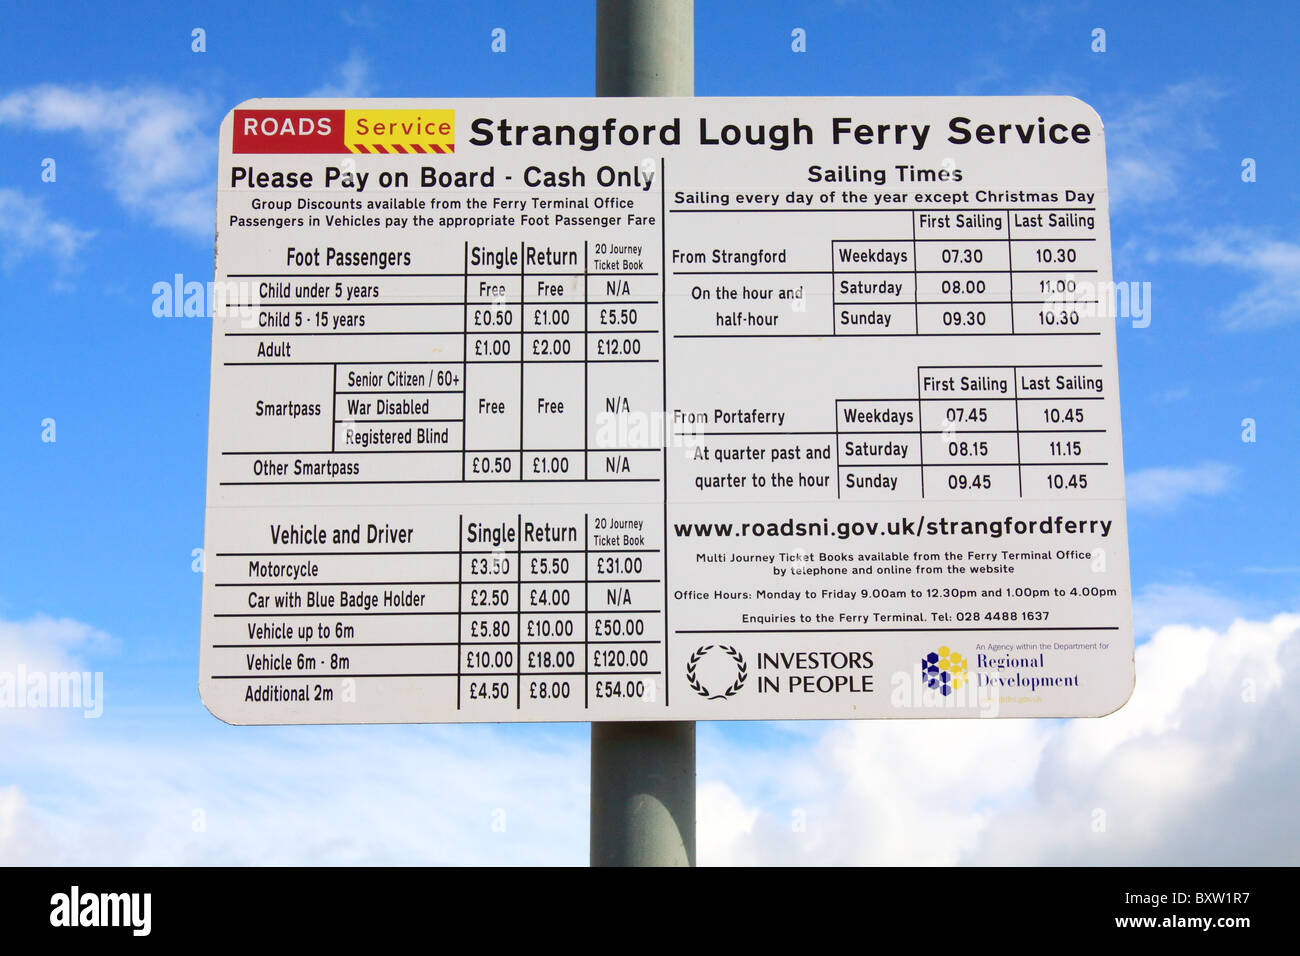 ROADS Service Strangford Lough Ferry Service
Please Pay on Board - Cash Only
Group Discounts available from the Ferry Terminal Office
Passengers in Vehicles pay the appropriate Foot Passenger Fare
Foot Passengers Single Return 20 Journey Ticket Book
Child under 5 years Free Free N/A
Child 5 - 15 years £0.50 £1.00 £5.50
Adult £1.00 £2.00 £12.00
Smartpass Senior Citizen / 60+ Free Free N/A
War Disabled
Registered Blind
Other Smartpass £0.50 £1.00 N/A
Vehicle and Driver Single Return 20 Journey Ticket Book
Motorcycle £3.50 £5.50 £31.00
Car with Blue Badge Holder £2.50 £4.00 N/A
Vehicle up to 6m £5.80 £10.00 £50.00
Vehicle 6m - 8m £10.00 £18.00 £120.00
Additional 2m £4.50 £8.00 £54.00
Sailing Times
Sailing every day of the year except Christmas Day
First Sailing Last Sailing
From Strangford Weekdays 07.30 10.30
On the hour and Saturday 08.00 11.00
half-hour Sunday 09.30 10.30
First Sailing Last Sailing
From Portaferry Weekdays 07.45 10.45
At quarter past and Saturday 08.15 11.15
quarter to the hour Sunday 09.45 10.45
www.roadsni.gov.uk/strangfordferry
Multi Journey Ticket Books available from the Ferry Terminal Office
by telephone and online from the website
Office Hours: Monday to Friday 9.00am to 12.30pm and 1.00pm to 4.00pm
Enquiries to the Ferry Terminal. Tel: 028 4488 1637
INVESTORS
IN PEOPLE
An Agency within the Department for
Regional
Development
alamy
Image ID: BXW1R7
www.alamy.com